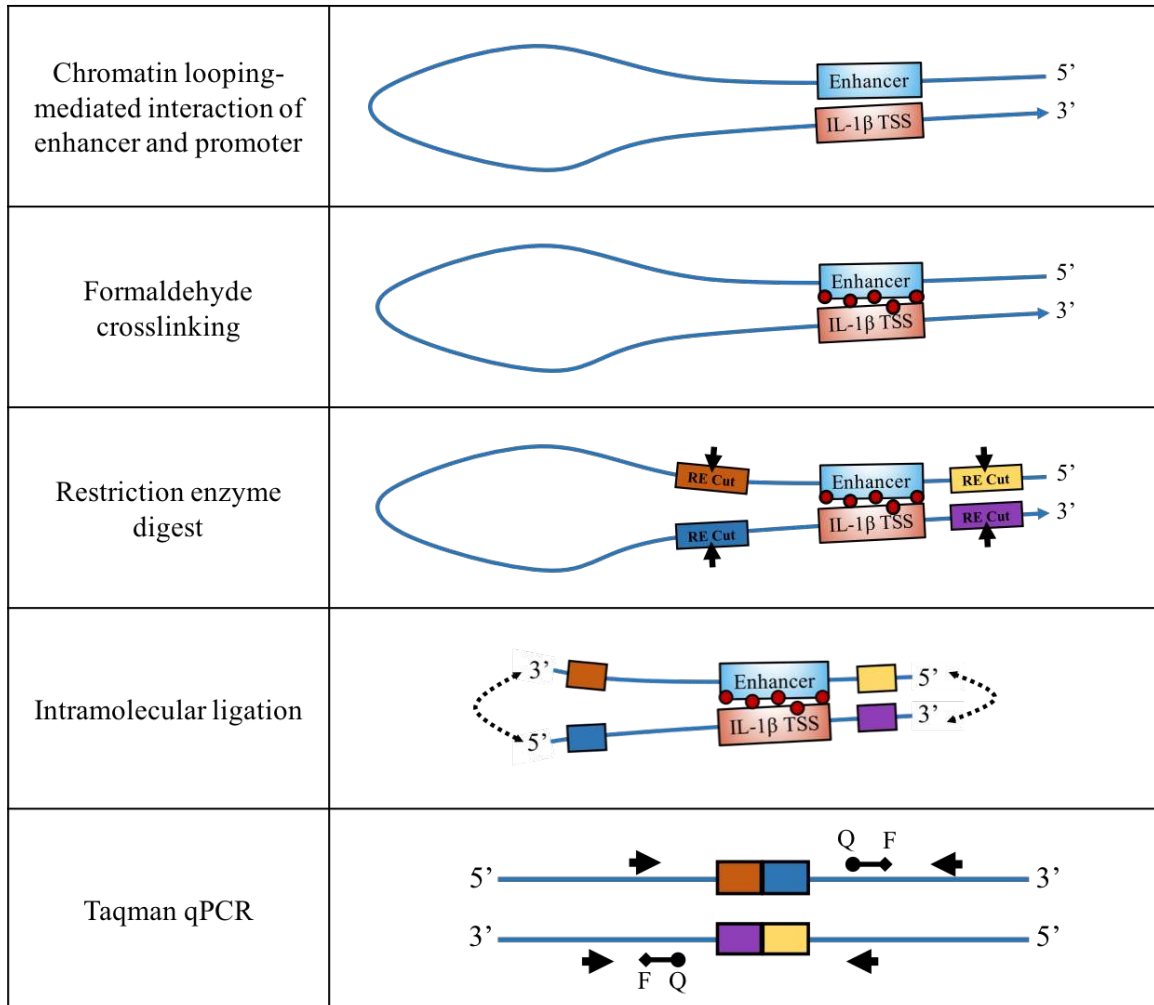 Chromatin looping-
mediated interaction of
enhancer and promoter
Enhancer
5’
IL-1β TSS
3’
Formaldehyde
crosslinking
Enhancer
5’
IL-1β TSS
3’
Restriction enzyme
digest
RE Cut
Enhancer
RE Cut
5’
RE Cut
IL-1β TSS
RE Cut
3’
Intramolecular ligation
3’
Enhancer
5’
5’
IL-1β TSS
3’
Taqman qPCR
Q F
5’
3’
3’
5’
F Q